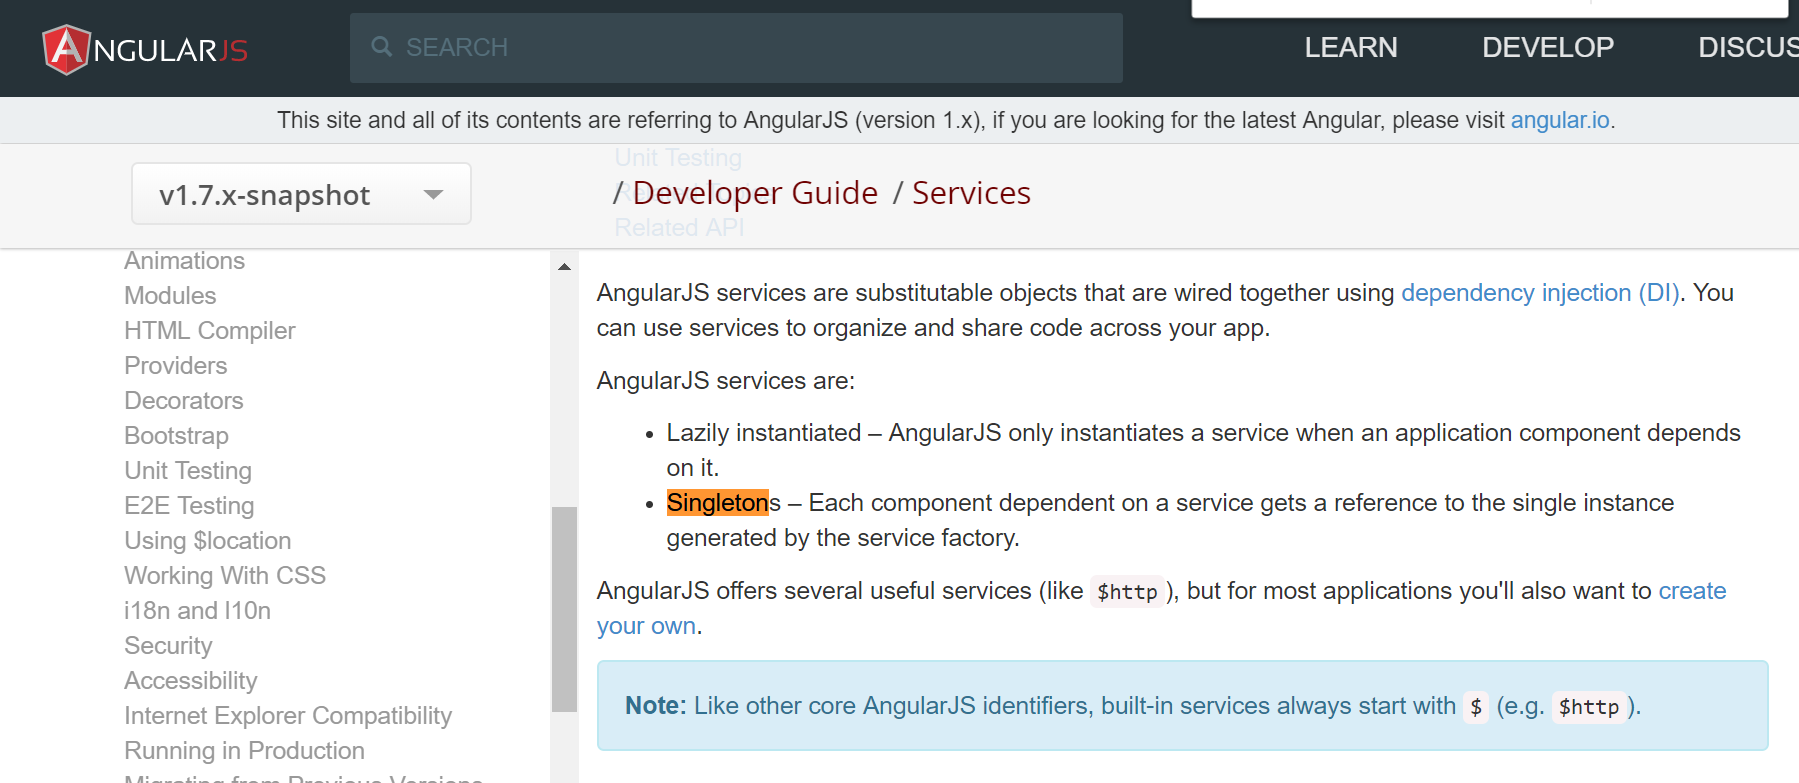 ANGULARJS
SEARCH
LEARN
DEVELOP
DISCUS
This site and all of its contents are referring to AngularJS (version 1.x), if you are looking for the latest Angular, please visit angular.io.
v1.7.x-snapshot
Unit Testing
/ Developer Guide / Services
Related API
Animations
Modules
HTML Compiler
Providers
Decorators
Bootstrap
Unit Testing
E2E Testing
Using $location
Working With CSS
i18n and l10n
Security
Accessibility
Internet Explorer Compatibility
Running in Production
Migrating from Previous Versions
AngularJS services are substitutable objects that are wired together using dependency injection (DI). You
can use services to organize and share code across your app.
AngularJS services are:
• Lazily instantiated – AngularJS only instantiates a service when an application component depends
on it.
• Singletons – Each component dependent on a service gets a reference to the single instance
generated by the service factory.
AngularJS offers several useful services (like $http), but for most applications you'll also want to create
your own.
Note: Like other core AngularJS identifiers, built-in services always start with $ (e.g. $http).